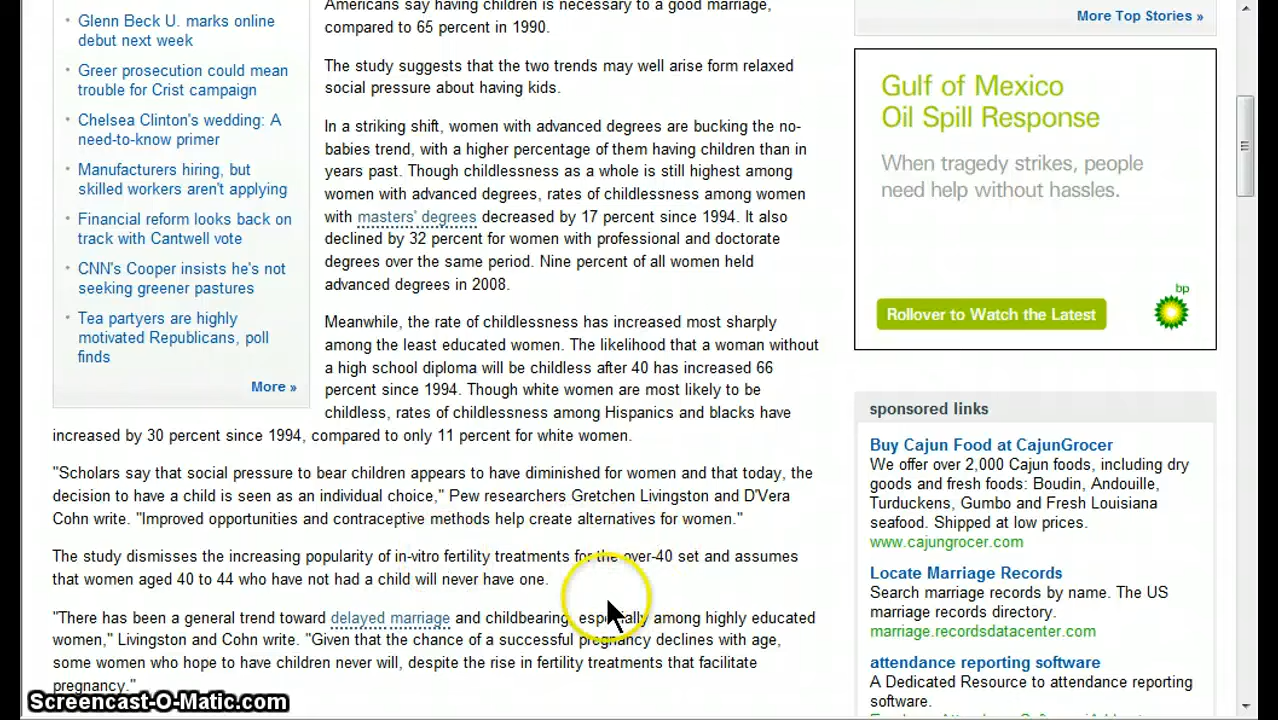 Glenn Beck U. marks online
debut next week
Greer prosecution could mean
trouble for Crist campaign
Chelsea Clinton's wedding: A
need-to-know primer
Manufacturers hiring, but
skilled workers aren't applying
Financial reform looks back on
track with Cantwell vote
CNN's Cooper insists he's not
seeking greener pastures
Tea partyers are highly
motivated Republicans, poll
finds
More »
Americans say having children is necessary to a good marriage,
compared to 65 percent in 1990.
The study suggests that the two trends may well arise form relaxed
social pressure about having kids.
In a striking shift, women with advanced degrees are bucking the no-
babies trend, with a higher percentage of them having children than in
years past. Though childlessness as a whole is still highest among
women with advanced degrees, rates of childlessness among women
with masters' degrees decreased by 17 percent since 1994. It also
declined by 32 percent for women with professional and doctorate
degrees over the same period. Nine percent of all women held
advanced degrees in 2008.
Meanwhile, the rate of childlessness has increased most sharply
among the least educated women. The likelihood that a woman without
a high school diploma will be childless after 40 has increased 66
percent since 1994. Though white women are most likely to be
childless, rates of childlessness among Hispanics and blacks have
increased by 30 percent since 1994, compared to only 11 percent for white women.
"Scholars say that social pressure to bear children appears to have diminished for women and that today, the
decision to have a child is seen as an individual choice," Pew researchers Gretchen Livingston and D'Vera
Cohn write. "Improved opportunities and contraceptive methods help create alternatives for women."
The study dismisses the increasing popularity of in-vitro fertility treatments for the over-40 set and assumes
that women aged 40 to 44 who have not had a child will never have one.
"There has been a general trend toward delayed marriage and childbearing, especially among highly educated
women," Livingston and Cohn write. "Given that the chance of a successful pregnancy declines with age,
some women who hope to have children never will, despite the rise in fertility treatments that facilitate
pregnancy."
More Top Stories »
Gulf of Mexico
Oil Spill Response
When tragedy strikes, people
need help without hassles.
bp
Rollover to Watch the Latest
sponsored links
Buy Cajun Food at CajunGrocer
We offer over 2,000 Cajun foods, including dry
goods and fresh foods: Boudin, Andouille,
Turduckens, Gumbo and Fresh Louisiana
seafood. Shipped at low prices.
www.cajungrocer.com
Locate Marriage Records
Search marriage records by name. The US
marriage records directory.
marriage.recordsdatacenter.com
attendance reporting software
A Dedicated Resource to attendance reporting
software.
Screencast-O-Matic.com